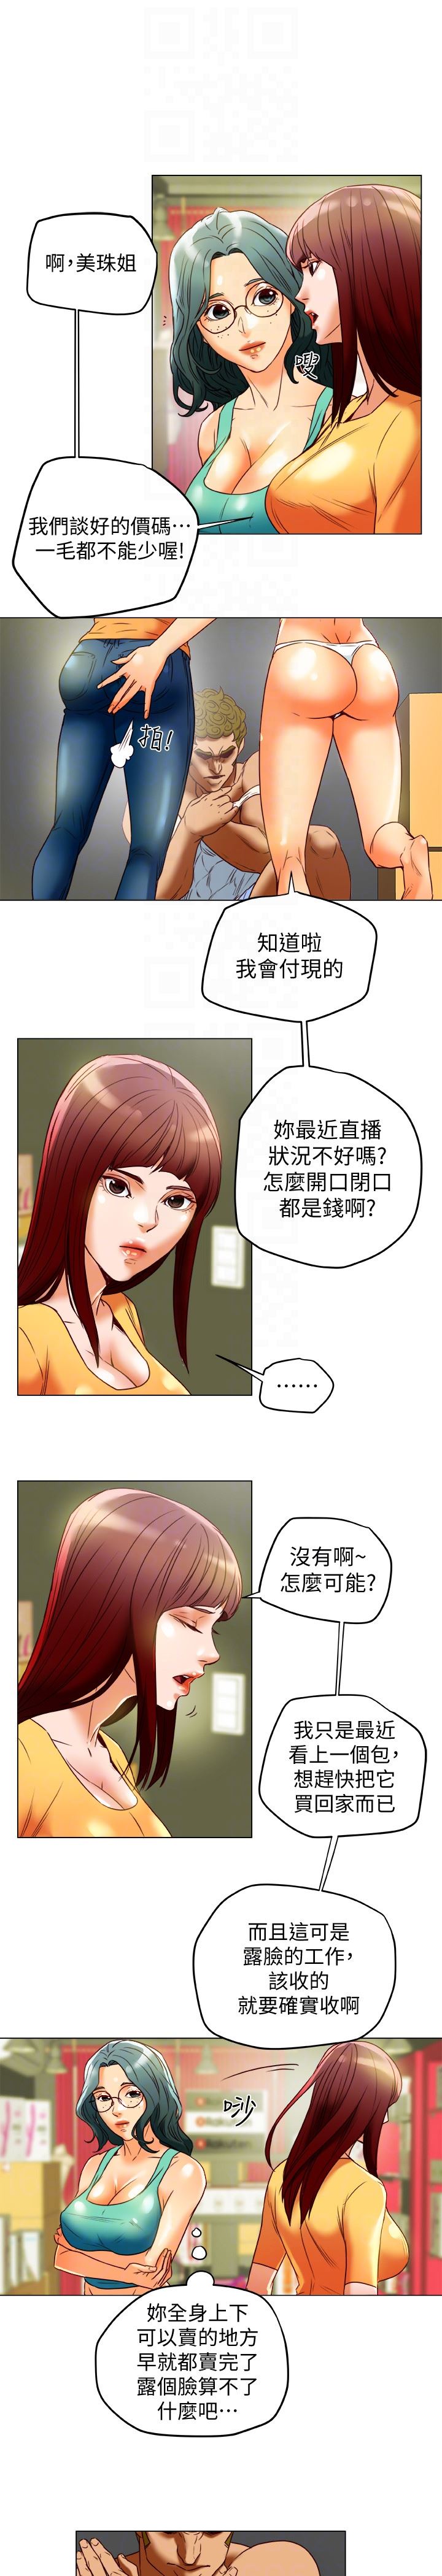 啊，美珠姐
嗖
我們談好的價碼⋯
一毛都不能少喔!
拍!
知道啦
我會付現的
妳最近直播
狀況不好嗎?
怎麼開口閉口
都是錢啊?
⋯⋯
沒有啊~
怎麼可能?
我只是最近
看上一個包，
想趕快把它
買回家而已
而且這可是
露臉的工作，
該收的
就要確實收啊
唦
妳全身上下
可以賣的地方
早就都賣完了
露個臉算不了
什麼吧⋯